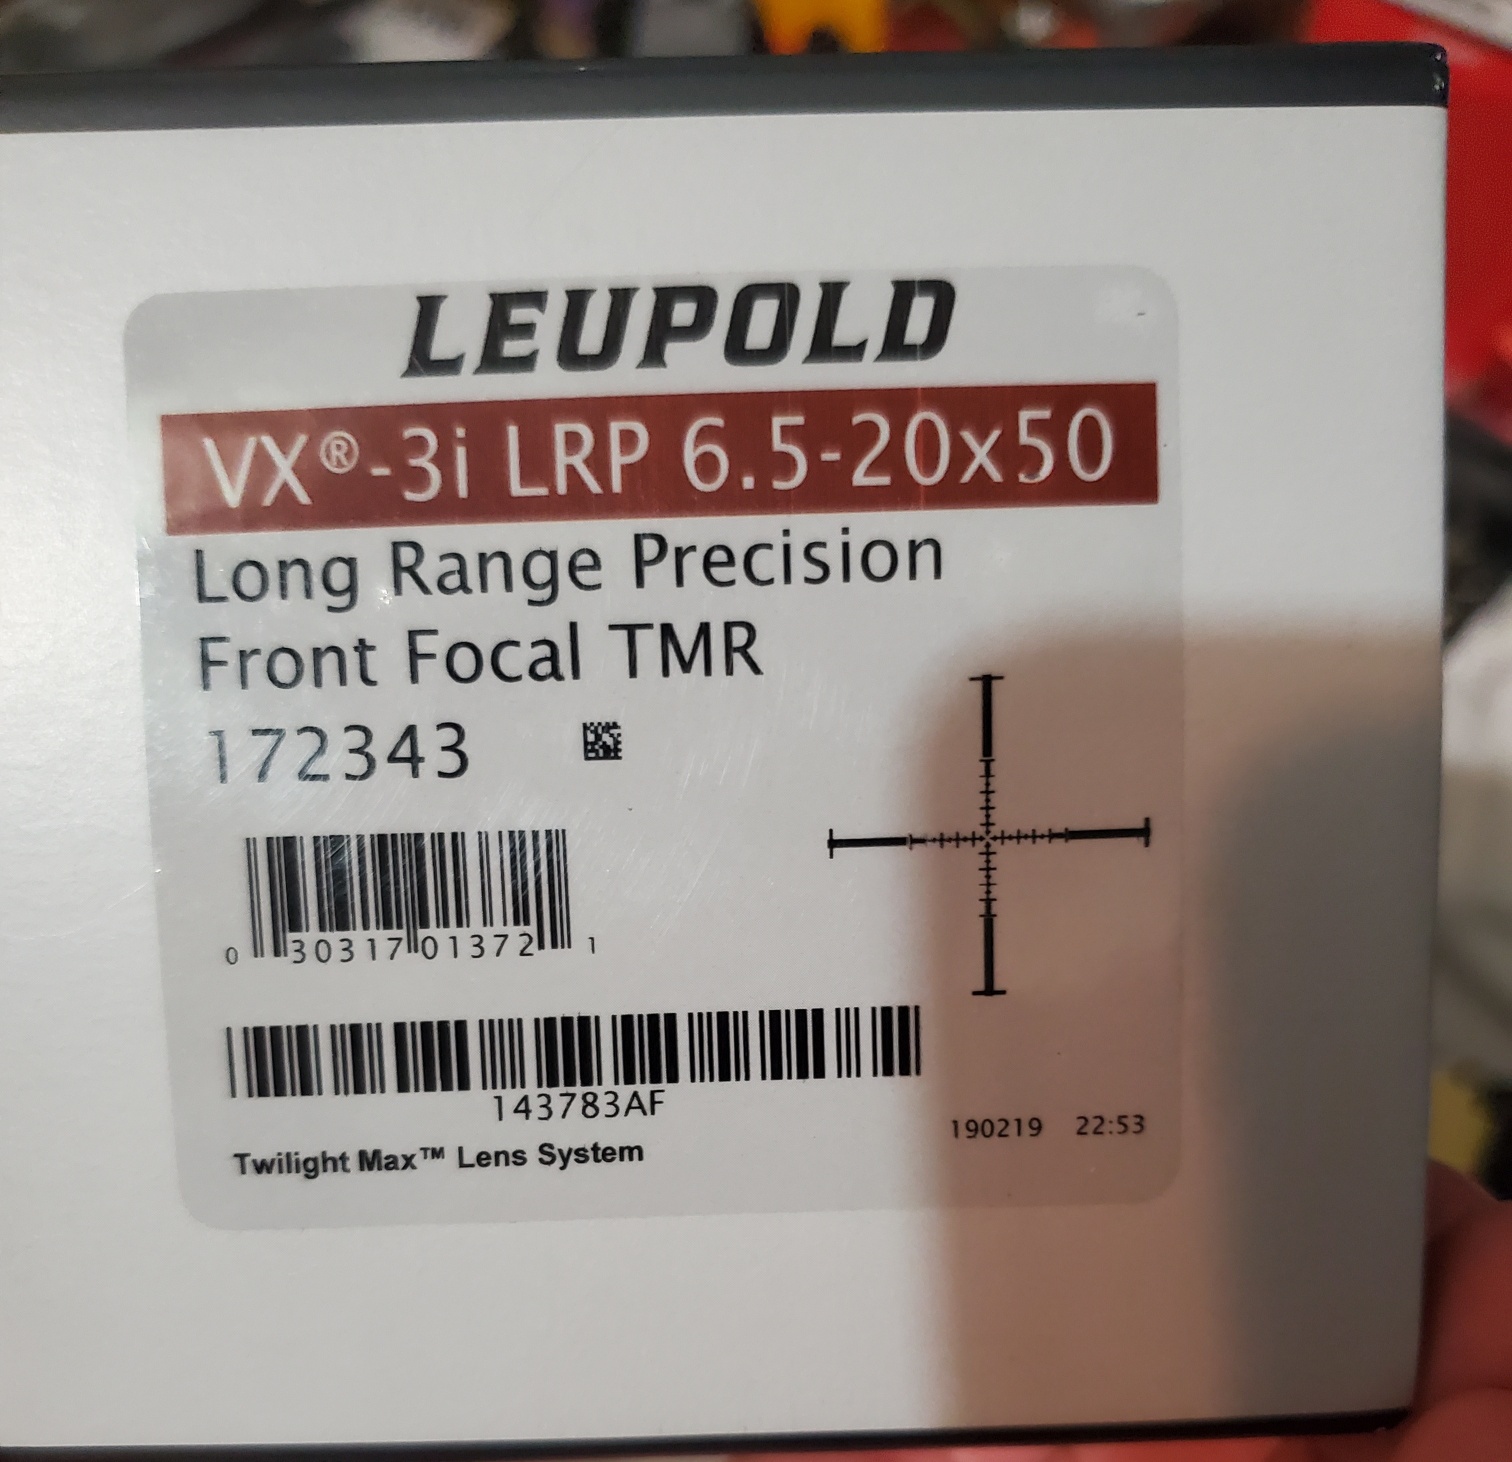 LEUPOLD
VX®-3i LRP 6.5-20x50
Long Range Precision
Front Focal TMR
172343
0 30317 01372 1
143783AF
190219 22:53
Twilight Max™ Lens System